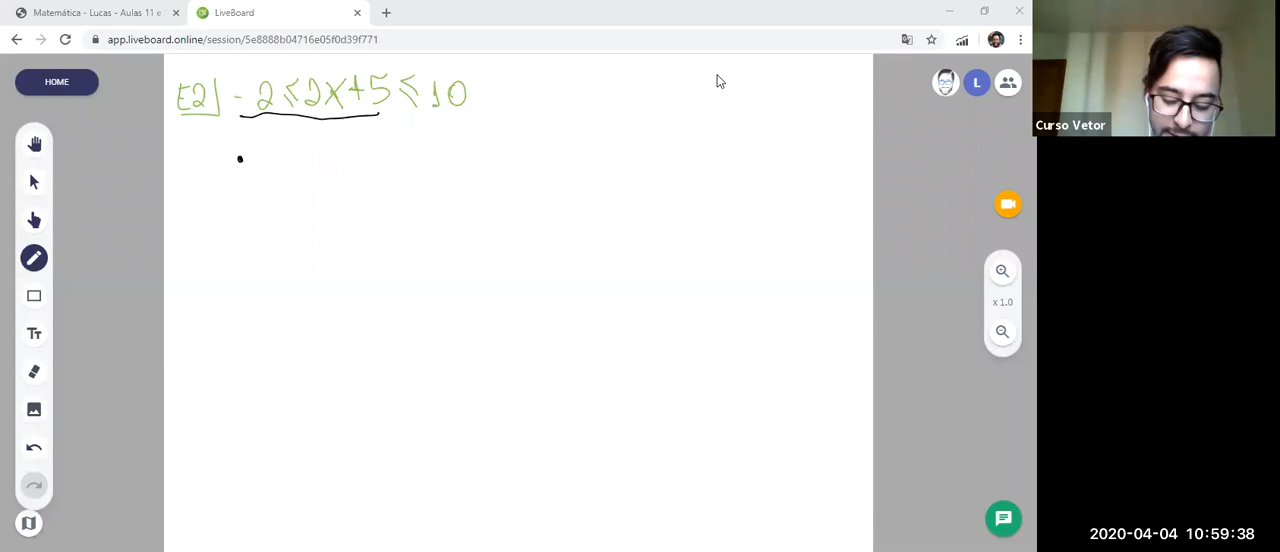 Matemática - Lucas - Aulas 11 e
LiveBoard
app.liveboard.online/session/5e8888b04716e05f0d39f771
HOME
E2] - 2 ≤ 2x + 5 ≤ 10
L
Curso Vetor
Tт
x 1.0
2020-04-04 10:59:38